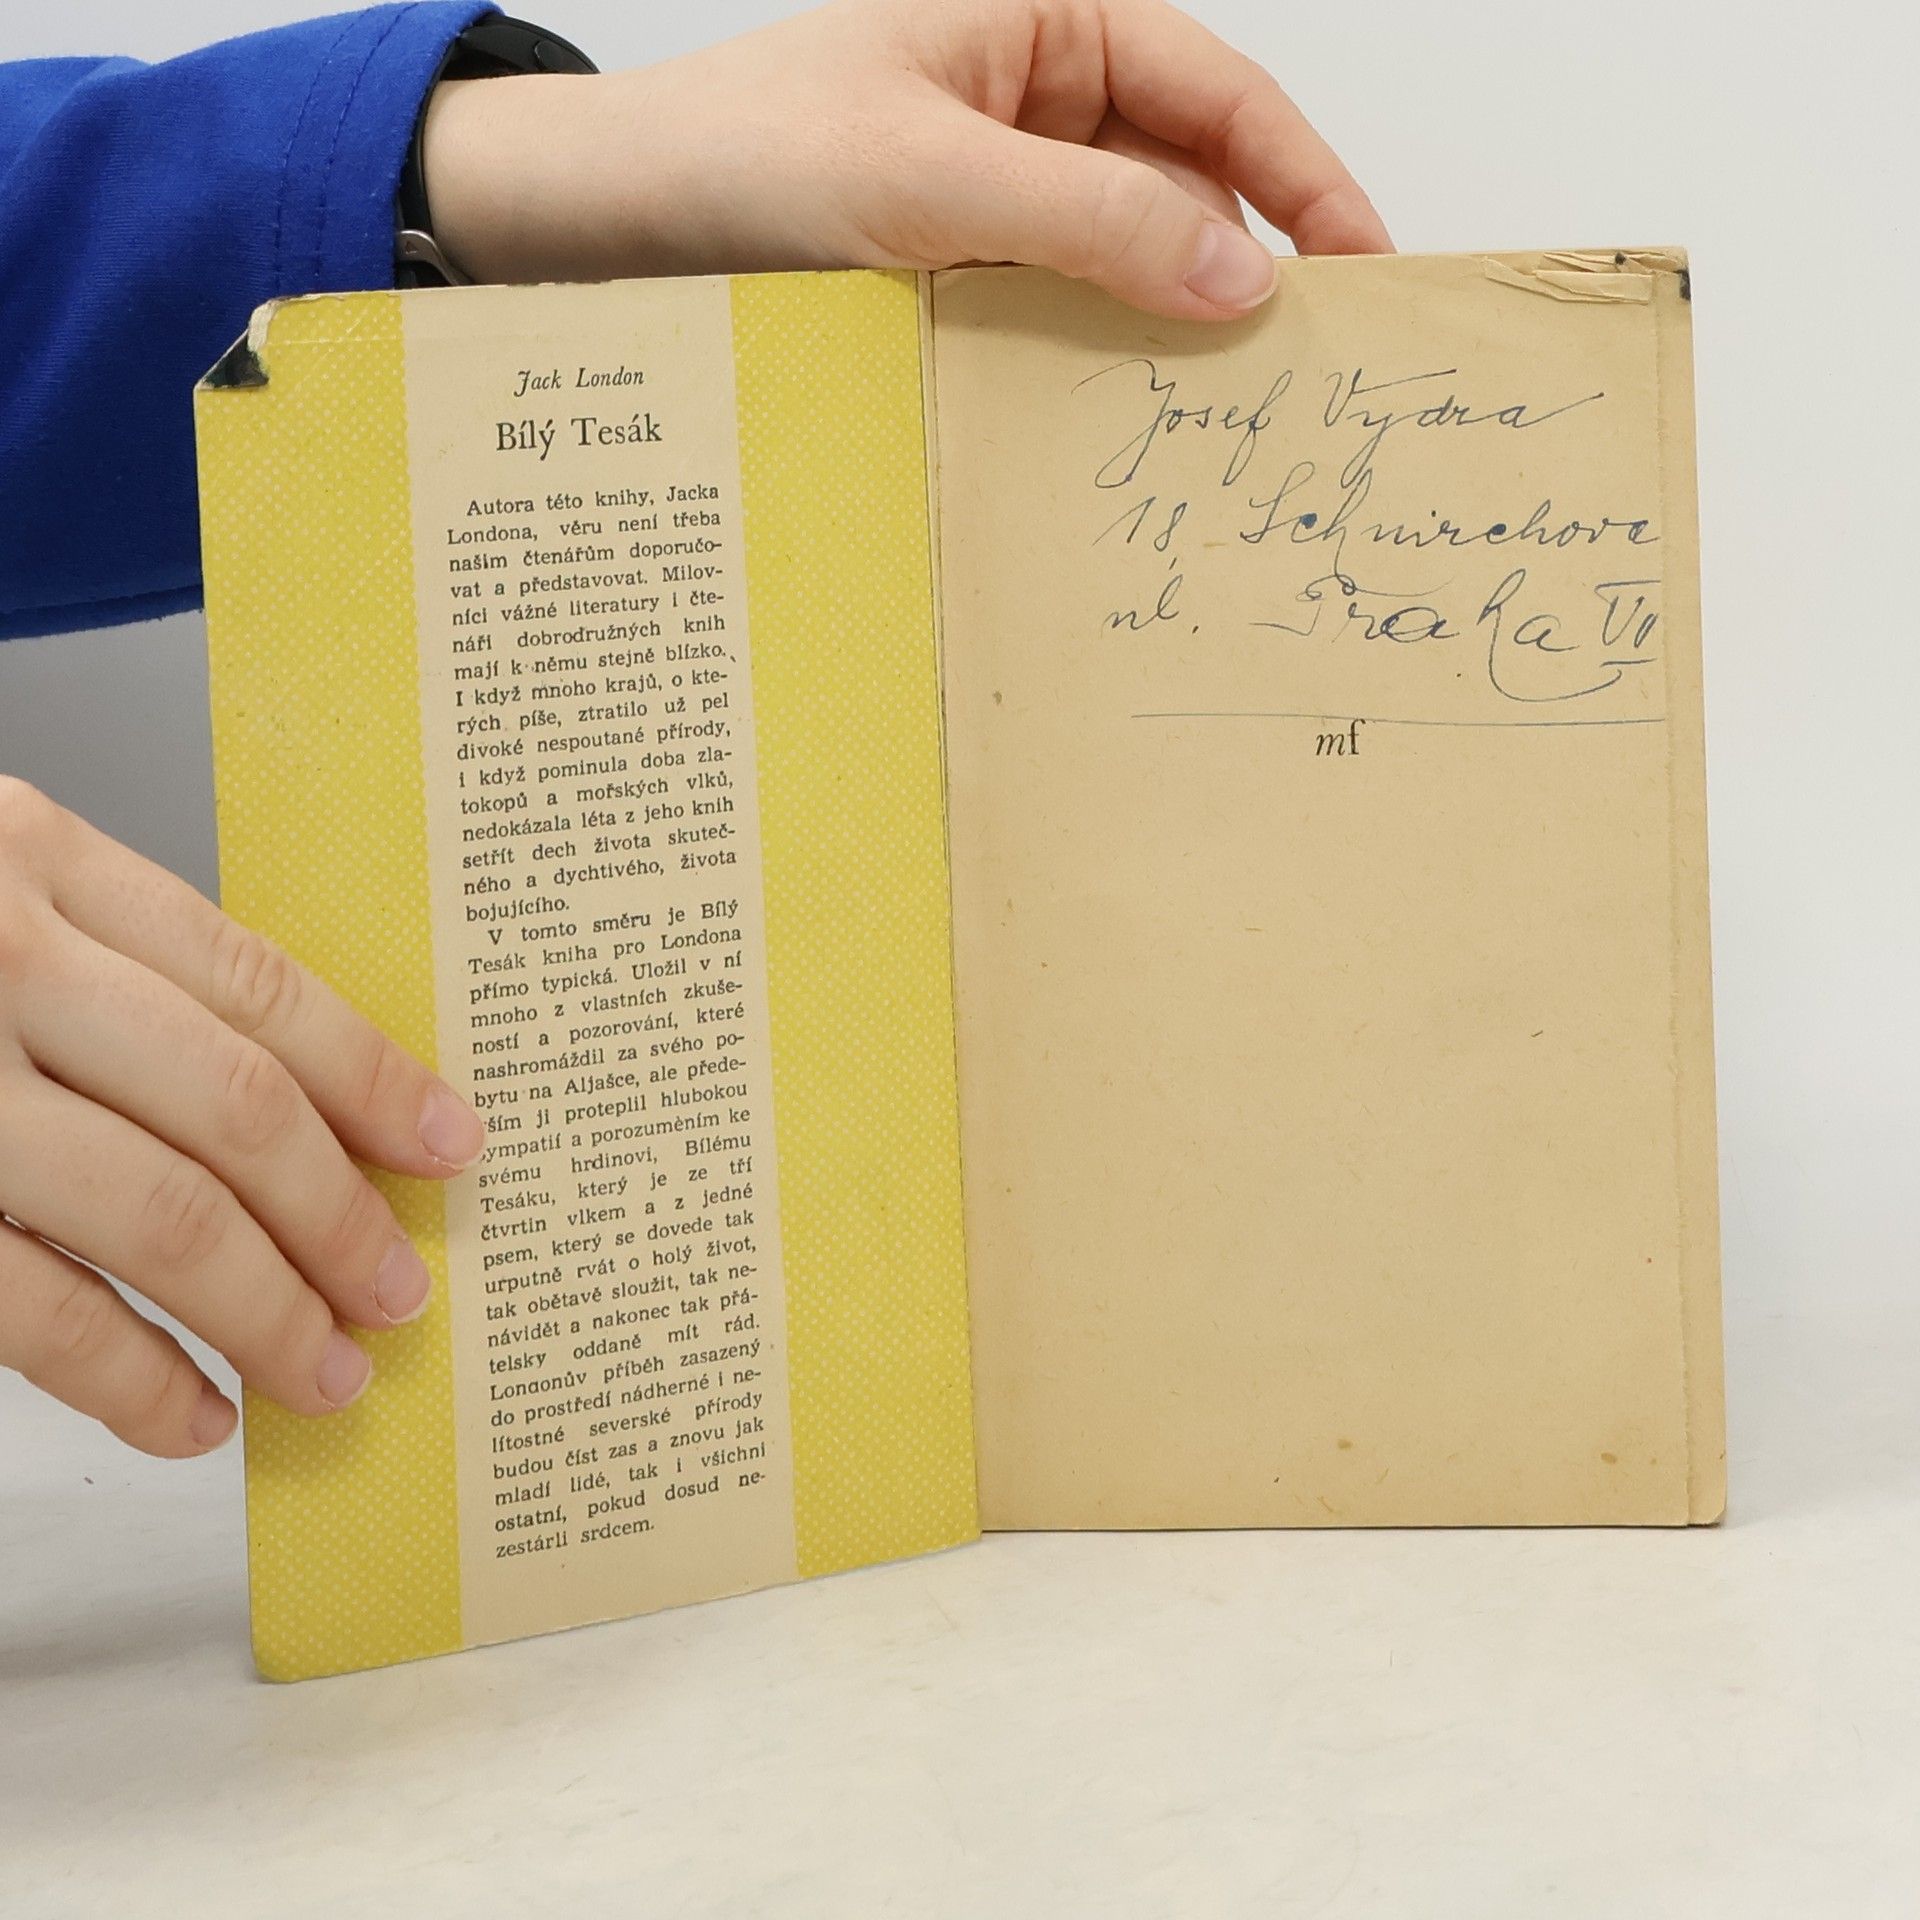 Jack London
Bílý Tesák
Autora této knihy, Jacka
Londona, věru není třeba
našim čtenářům doporučo-
vat a představovat. Milov-
níci vážné literatury i čte-
náři dobrodružných knih
mají k němu stejně blízko.
I když mnoho krajů, o kte-
rých píše, ztratilo už pel
divoké nespoutané přírody,
i když pominula doba zla-
tokopů a mořských vlků,
nedokázala léta z jeho knih
setřít dech života skuteč-
ného a dychtivého, života
bojujícího.
V tomto směru je Bílý
Tesák kniha pro Londona
přímo typická. Uložil v ní
mnoho z vlastních zkuše-
ností a pozorování, které
nashromáždil za svého po-
bytu na Aljašce, ale přede-
vším ji proteplil hlubokou
sympatií a porozuměním ke
svému hrdinovi, Bílému
Tesáku, který je ze tří
čtvrtin vlkem a z jedné
psem, který se dovede tak
urputně rvát o holý život,
tak obětavě sloužit, tak ne-
návidět a nakonec tak přá-
telsky oddaně mít rád.
Londonův příběh zasazený
do prostředí nádherné i ne-
lítostné severské přírody
budou číst zas a znovu jak
mladí lidé, tak i všichni
ostatní, pokud dosud ne-
zestárli srdcem.
Josef Vydra
18, Schnirchova
ul. Praha VII
mf